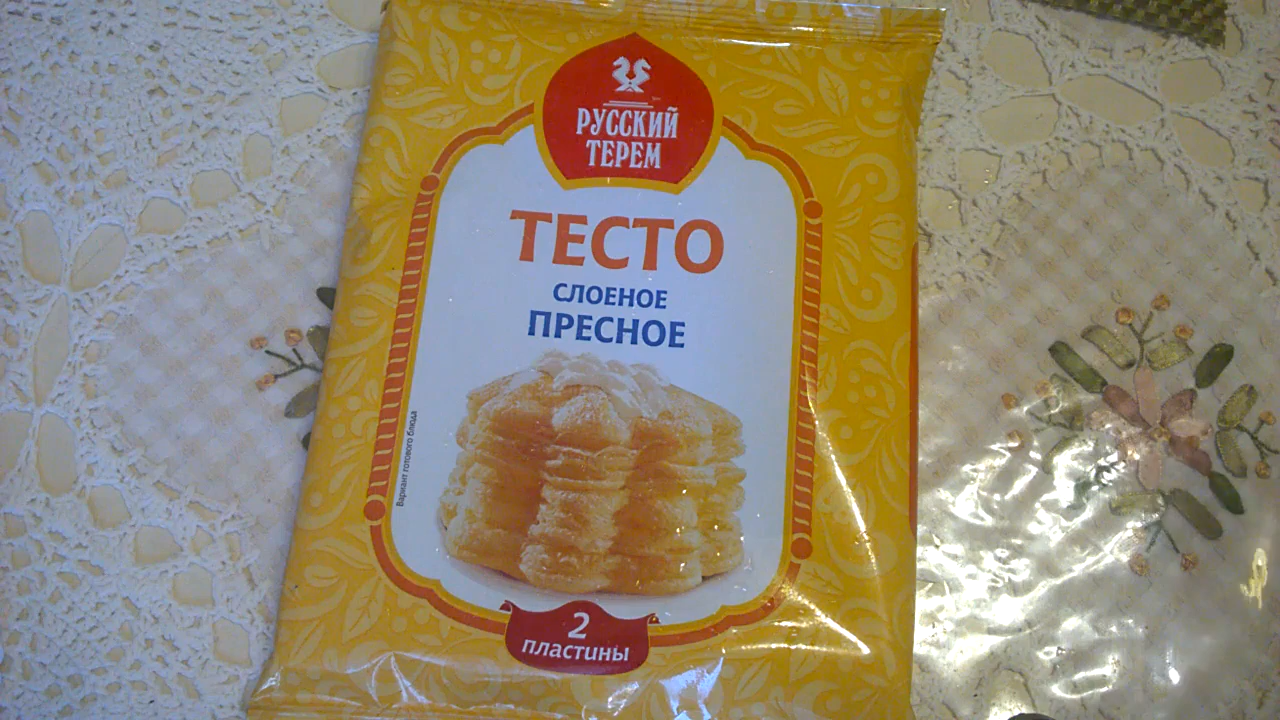 РУССКИЙ
ТЕРЕМ
ТЕСТО
СЛОЕНОЕ
ПРЕСНОЕ
Вариант готового блюда
2
пластины